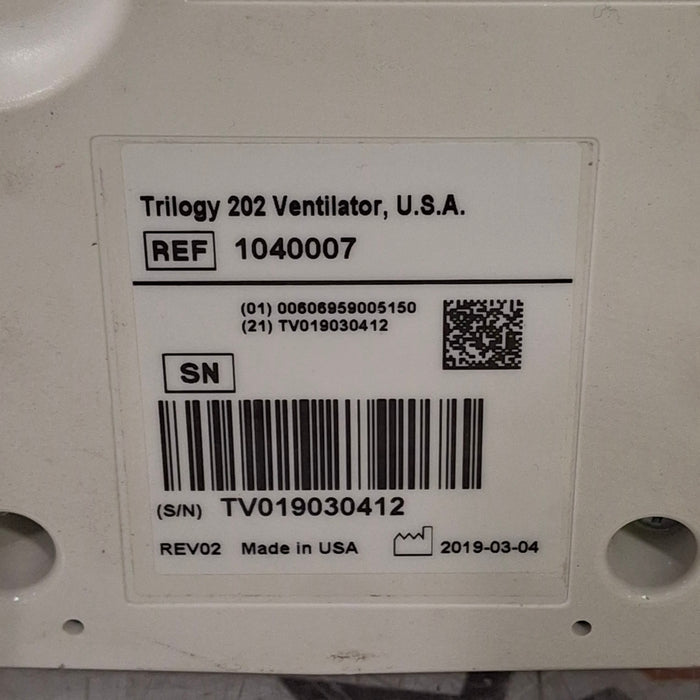 Trilogy 202 Ventilator, U.S.A.
REF 1040007
(01) 00606959005150
(21) TV019030412
SN
(S/N) TV019030412
REV02 Made in USA 2019-03-04